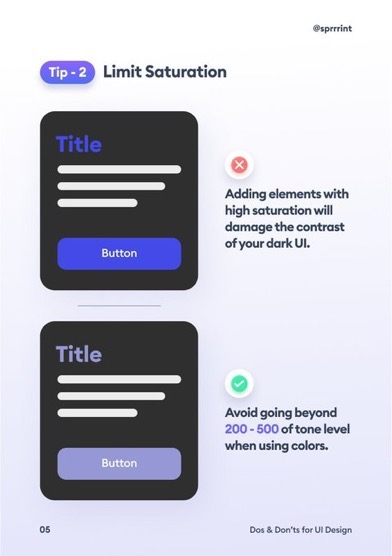 @sprrrint
Tip - 2 Limit Saturation
Title
Button
Adding elements with
high saturation will
damage the contrast
of your dark UI.
Title
Button
Avoid going beyond
200 - 500 of tone level
when using colors.
05
Dos & Don'ts for UI Design